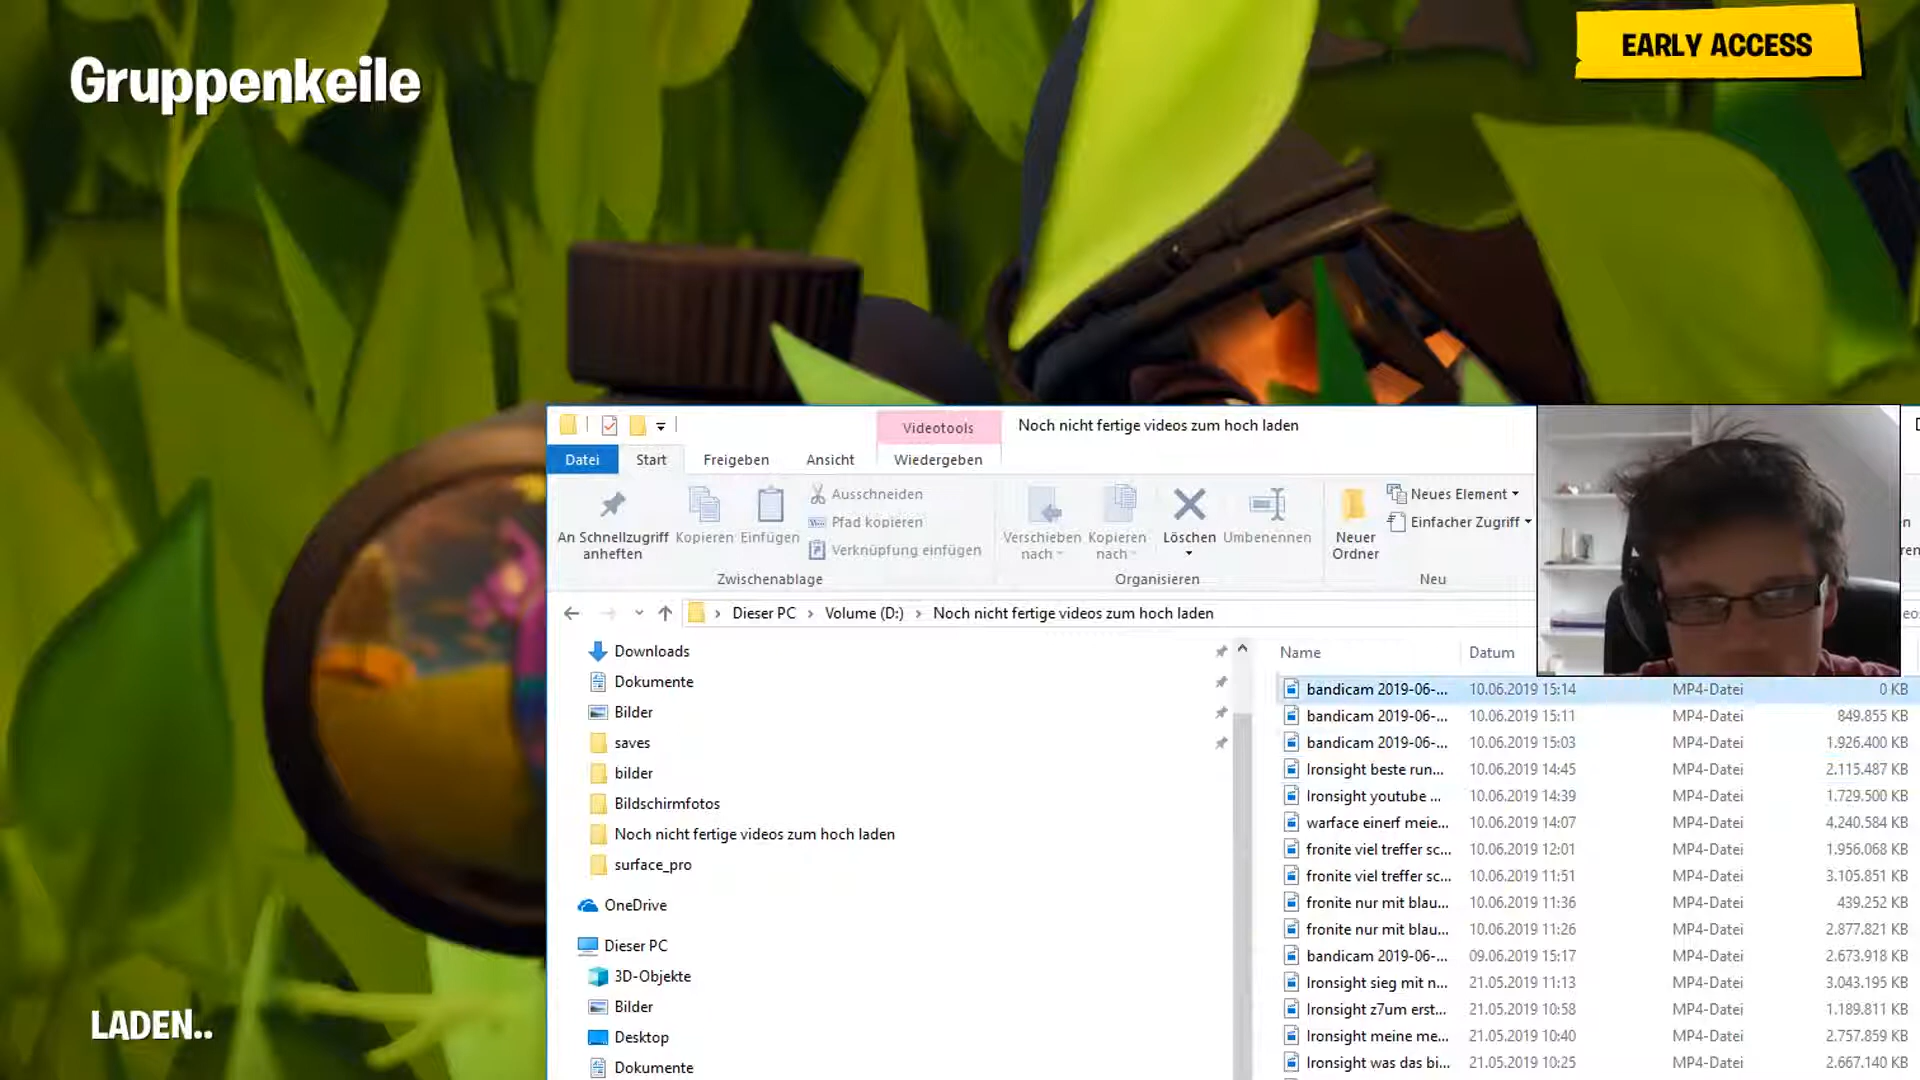 Gruppenkeile
EARLY ACCESS
Videotools
Noch nicht fertige videos zum hoch laden
Datei
Start
Freigeben
Ansicht
Wiedergeben
An Schnellzugriff anheften
Kopieren
Einfügen
Ausschneiden
Pfad kopieren
Verknüpfung einfügen
Zwischenablage
Verschieben nach
Kopieren nach
Löschen
Umbenennen
Organisieren
Neuer Ordner
Neues Element
Einfacher Zugriff
Neu
Dieser PC
Volume (D:)
Noch nicht fertige videos zum hoch laden
Downloads
Dokumente
Bilder
saves
bilder
Bildschirmfotos
Noch nicht fertige videos zum hoch laden
surface_pro
OneDrive
Dieser PC
3D-Objekte
Bilder
Desktop
Dokumente
Name Datum
bandicam 2019-06-... 10.06.2019 15:14 MP4-Datei 0 KB
bandicam 2019-06-... 10.06.2019 15:11 MP4-Datei 849.855 KB
bandicam 2019-06-... 10.06.2019 15:03 MP4-Datei 1.926.400 KB
Ironsight beste run... 10.06.2019 14:45 MP4-Datei 2.115.487 KB
Ironsight youtube ... 10.06.2019 14:39 MP4-Datei 1.729.500 KB
warface einerf meie... 10.06.2019 14:07 MP4-Datei 4.240.584 KB
fronite viel treffer sc... 10.06.2019 12:01 MP4-Datei 1.956.068 KB
fronite viel treffer sc... 10.06.2019 11:51 MP4-Datei 3.105.851 KB
fronite nur mit blau... 10.06.2019 11:36 MP4-Datei 439.252 KB
fronite nur mit blau... 10.06.2019 11:26 MP4-Datei 2.877.821 KB
bandicam 2019-06-... 09.06.2019 15:17 MP4-Datei 2.673.918 KB
Ironsight sieg mit n... 21.05.2019 11:13 MP4-Datei 3.043.195 KB
Ironsight z7um erst... 21.05.2019 10:58 MP4-Datei 1.189.811 KB
Ironsight meine me... 21.05.2019 10:40 MP4-Datei 2.757.859 KB
Ironsight was das bi... 21.05.2019 10:25 MP4-Datei 2.667.140 KB
LADEN..